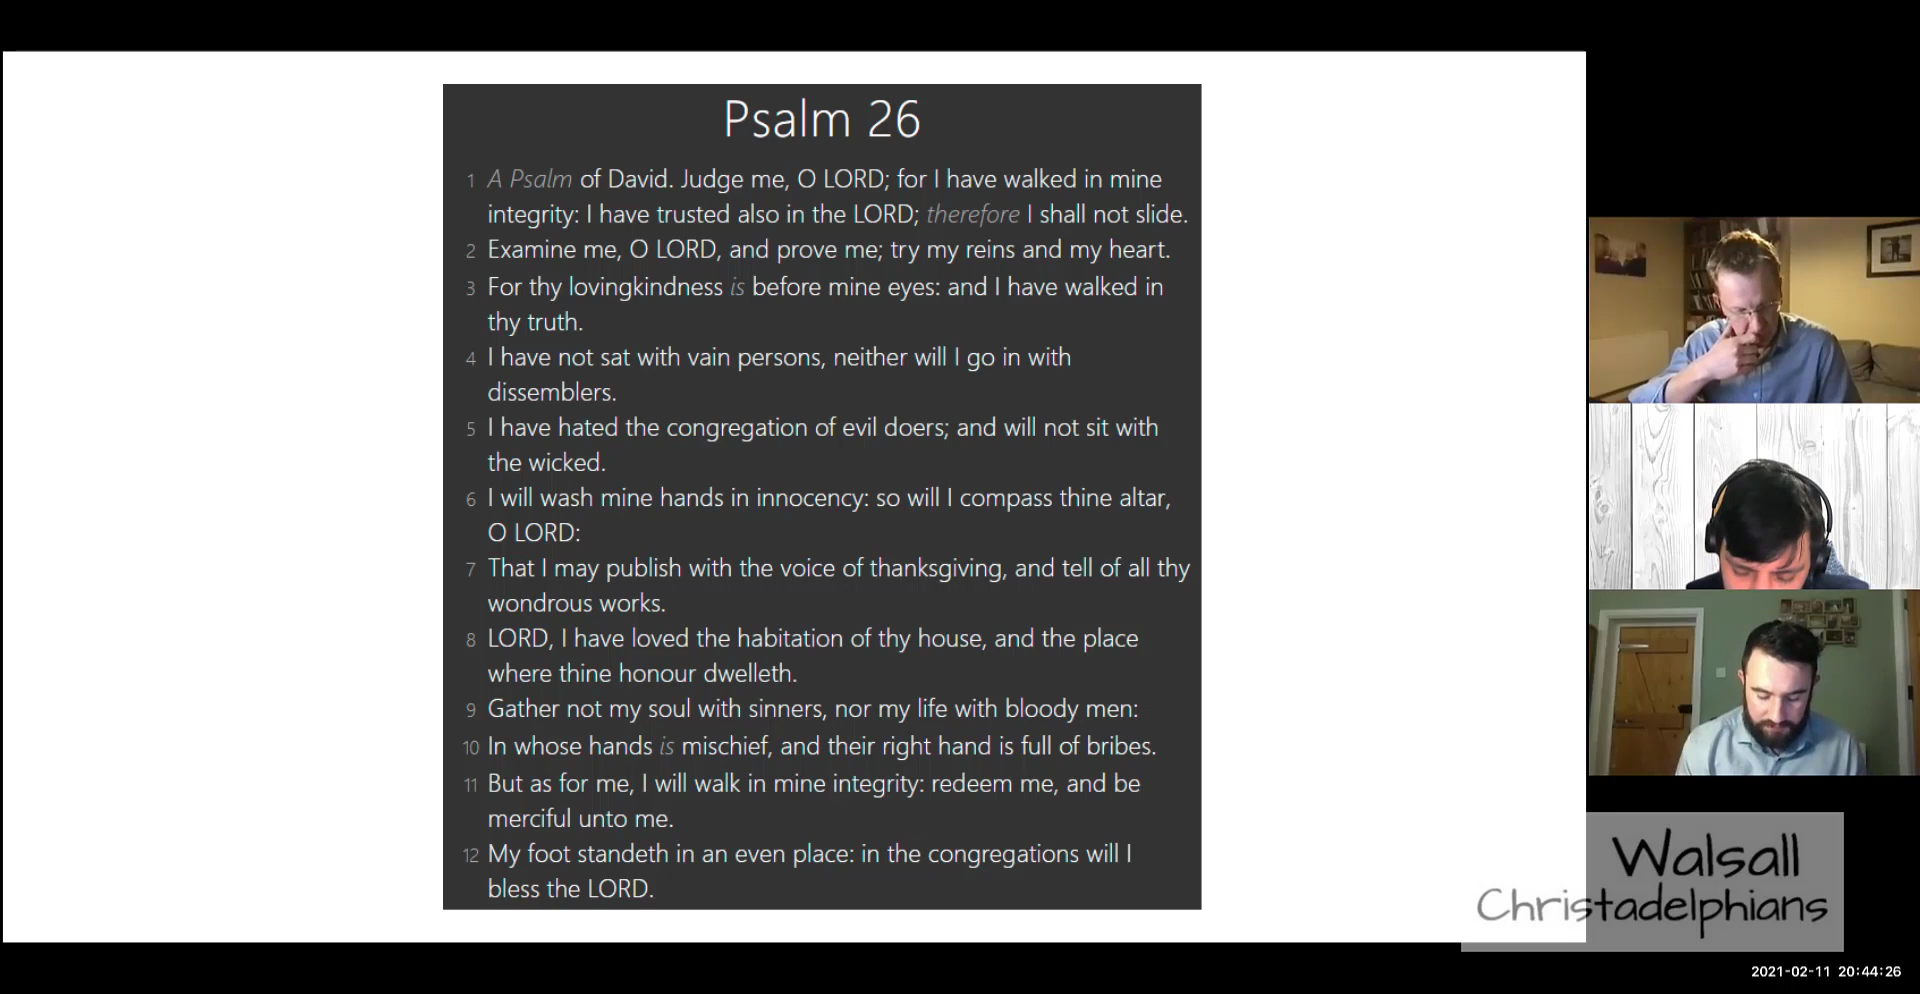 Psalm 26
1 A Psalm of David. Judge me, O LORD; for I have walked in mine
integrity: I have trusted also in the LORD; therefore I shall not slide.
2 Examine me, O LORD, and prove me; try my reins and my heart.
3 For thy lovingkindness is before mine eyes: and I have walked in
thy truth.
4 I have not sat with vain persons, neither will I go in with
dissemblers.
5 I have hated the congregation of evil doers; and will not sit with
the wicked.
6 I will wash mine hands in innocency: so will I compass thine altar,
O LORD:
7 That I may publish with the voice of thanksgiving, and tell of all thy
wondrous works.
8 LORD, I have loved the habitation of thy house, and the place
where thine honour dwelleth.
9 Gather not my soul with sinners, nor my life with bloody men:
10 In whose hands is mischief, and their right hand is full of bribes.
11 But as for me, I will walk in mine integrity: redeem me, and be
merciful unto me.
12 My foot standeth in an even place: in the congregations will I
bless the LORD.
Walsall
Christadelphians
2021-02-11 20:44:26